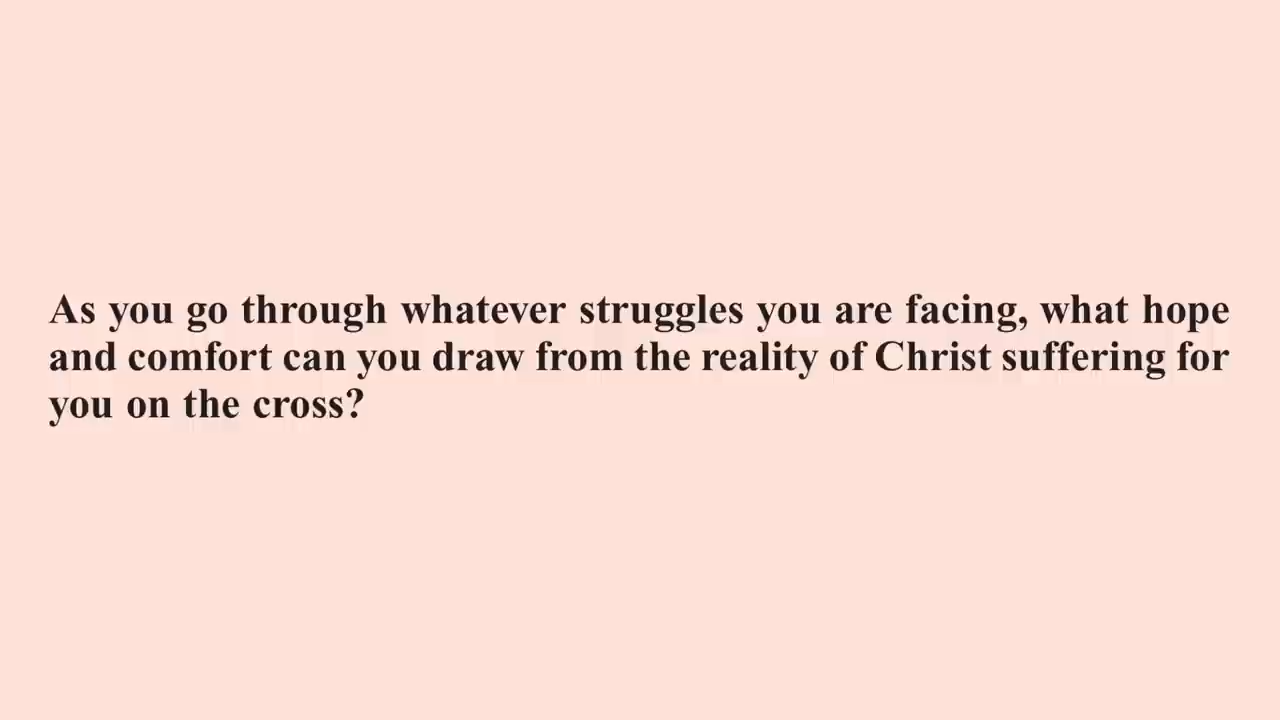 As you go through whatever struggles you are facing, what hope
and comfort can you draw from the reality of Christ suffering for
you on the cross?